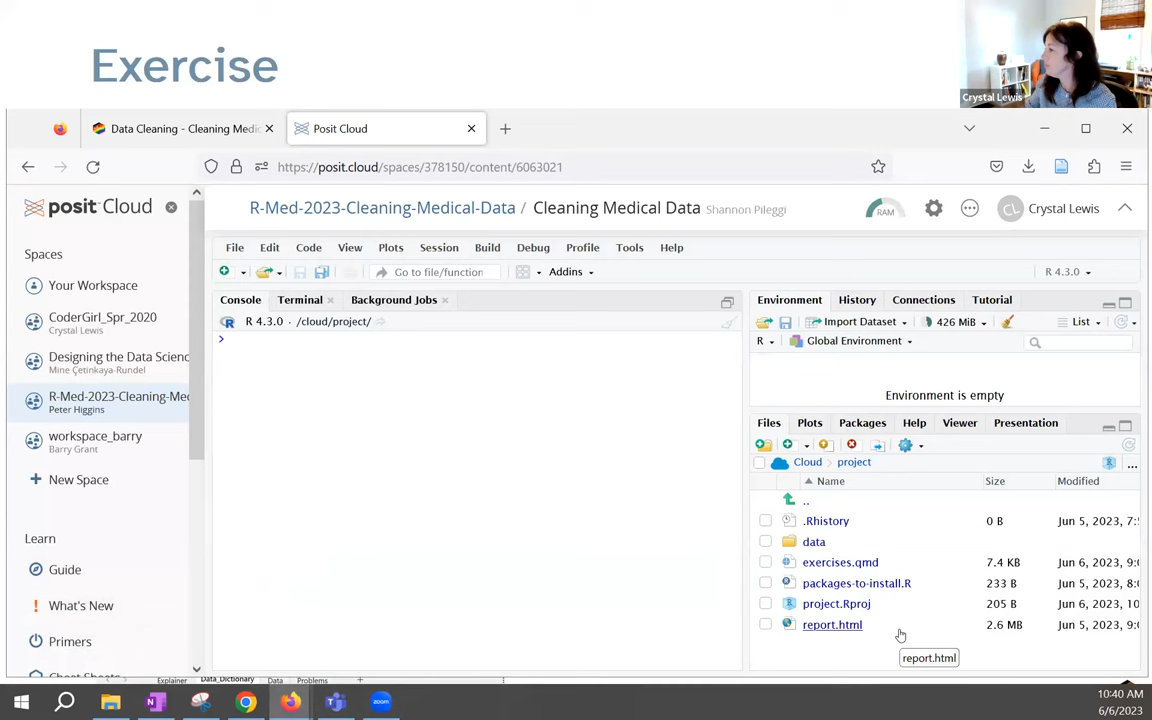 Exercise
Crystal Lewis
Data Cleaning - Cleaning Medic
Posit Cloud
https://posit.cloud/spaces/378150/content/6063021
posit Cloud
R-Med-2023-Cleaning-Medical-Data / Cleaning Medical Data Shannon Pileggi
RAM
CL Crystal Lewis
Spaces
Your Workspace
CoderGirl_Spr_2020
Crystal Lewis
Designing the Data Scienc
Mine Çetinkaya-Rundel
R-Med-2023-Cleaning-Med
Peter Higgins
workspace_barry
Barry Grant
New Space
Learn
Guide
What's New
Primers
File Edit Code View Plots Session Build Debug Profile Tools Help
Go to file/function Addins R 4.3.0
Console Terminal Background Jobs
R 4.3.0 · /cloud/project/
>
Environment History Connections Tutorial
Import Dataset 426 MiB List
R Global Environment
Environment is empty
Files Plots Packages Help Viewer Presentation
Cloud project ...
Name Size Modified
..
.Rhistory 0 B Jun 5, 2023, 7:
data
exercises.qmd 7.4 KB Jun 6, 2023, 9:0
packages-to-install.R 233 B Jun 5, 2023, 8:
project.Rproj 205 B Jun 6, 2023, 10
report.html 2.6 MB Jun 5, 2023, 9:
report.html
Explainer Data_Dictionary Data Problems +
zoom
10:40 AM
6/6/2023